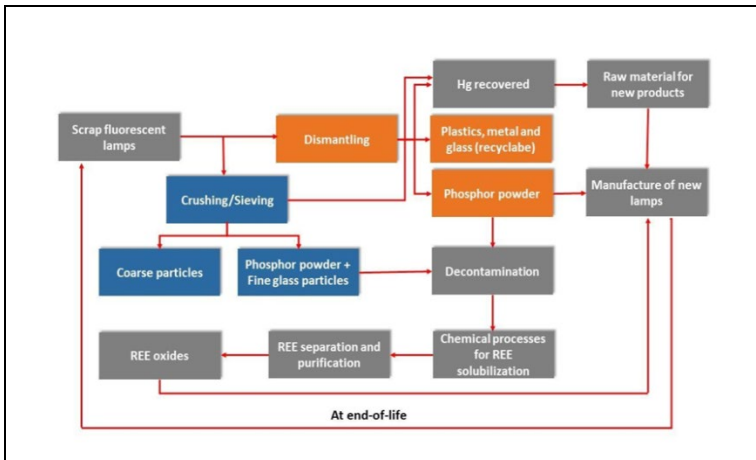 Hg recovered
Raw material for
new products
Scrap fluorescent
lamps
Dismantling
Plastics, metal and
glass (recyclabe)
Crushing/Sieving
Phosphor powder
Manufacture of new
lamps
Coarse particles
Phosphor powder +
Fine glass particles
Decontamination
REE oxides
REE separation and
purification
Chemical processes
for REE
solubilization
At end-of-life